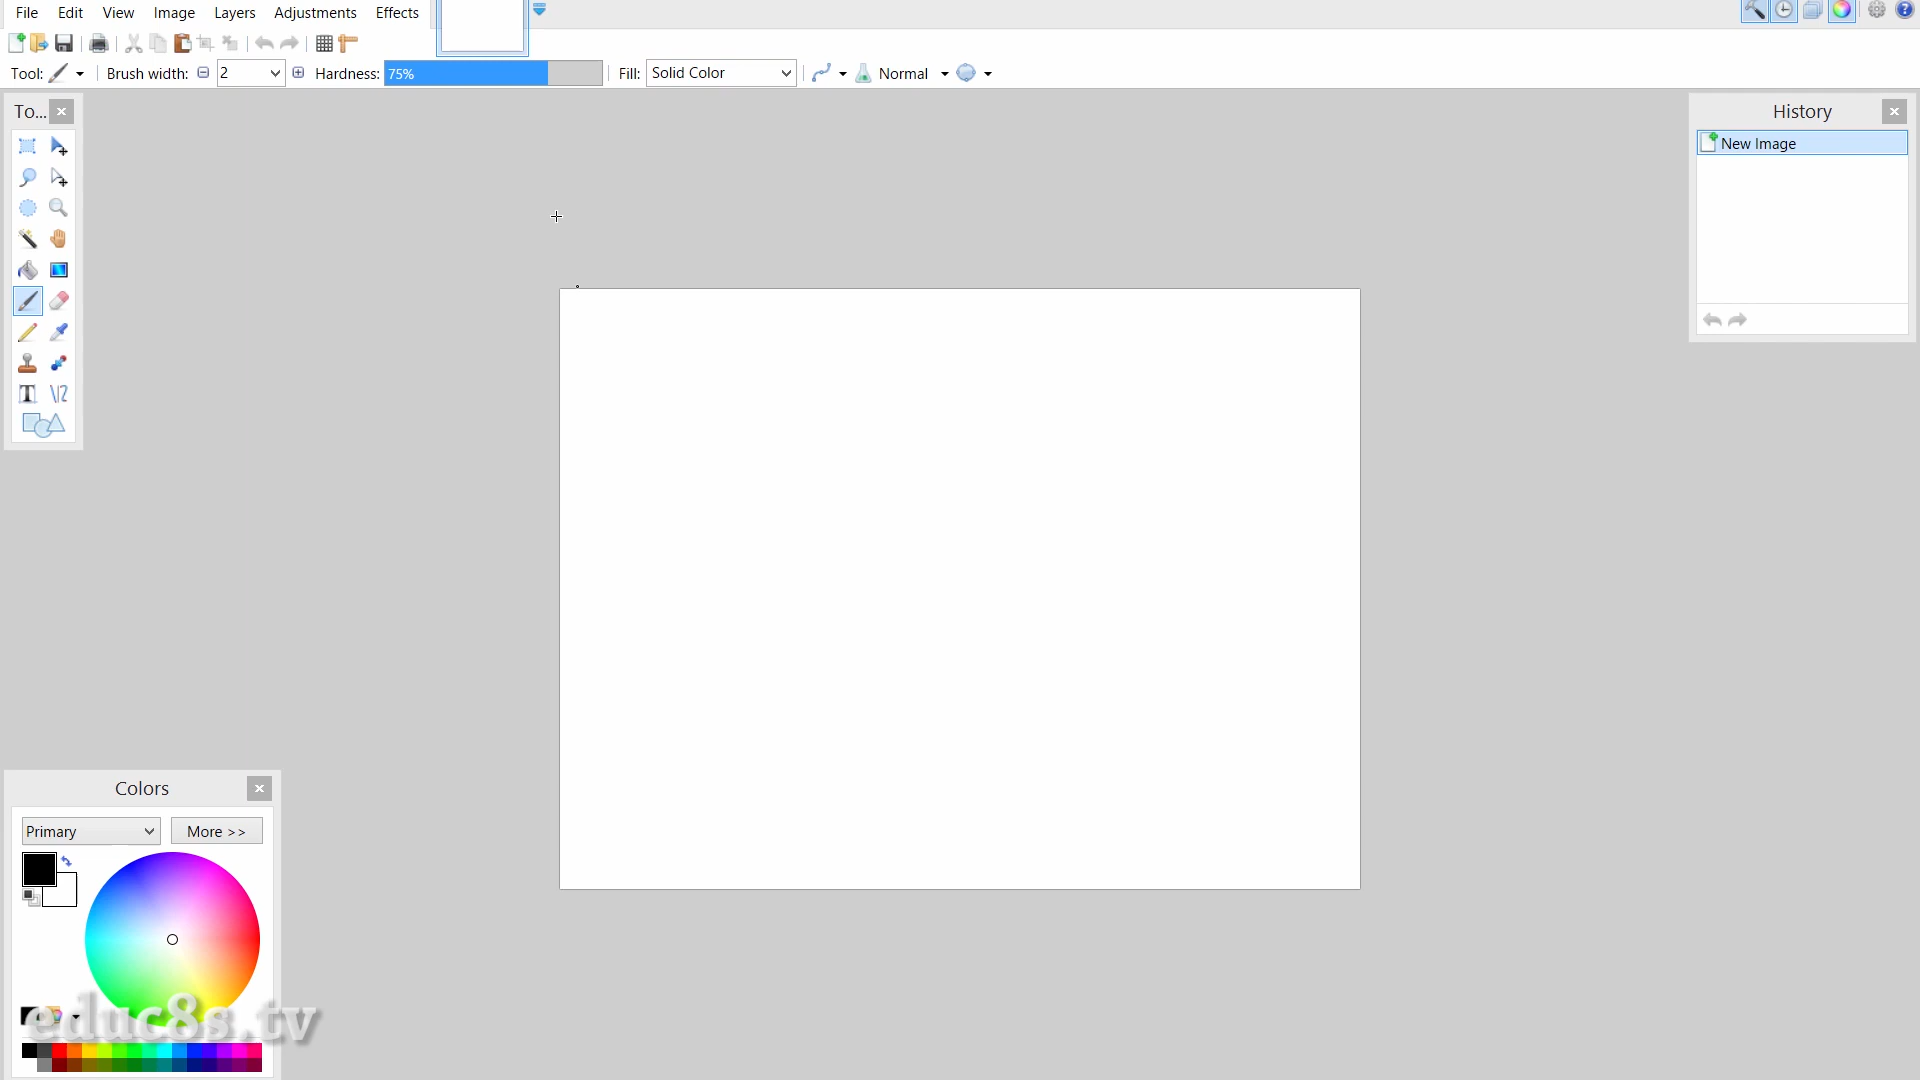 File Edit View Image Layers Adjustments Effects
Tool: Brush width: 2 Hardness: 75% Fill: Solid Color Normal
To...
History
New Image
Colors
Primary More >>
educ8s.tv